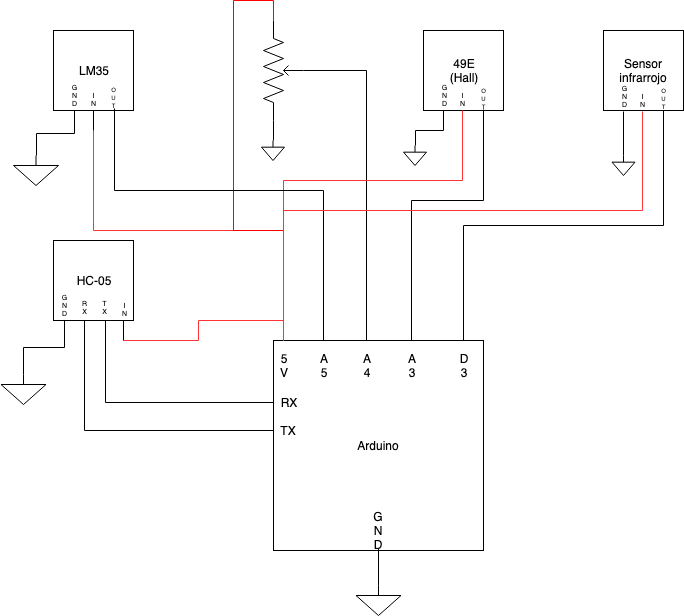 LM35
GND
IN
OUT
49E
(Hall)
GND
IN
OUT
Sensor
infrarrojo
GND
IN
OUT
HC-05
GND
RX
TX
IN
5V
A5
A4
A3
D3
RX
TX
Arduino
GND